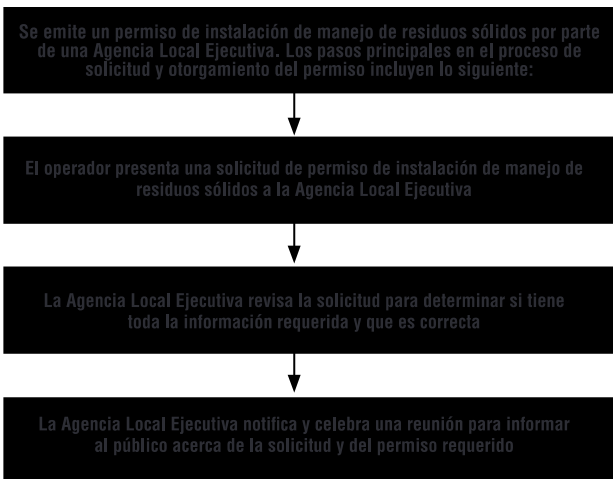 Se emite un permiso de instalación de manejo de residuos sólidos por parte
de una Agencia Local Ejecutiva. Los pasos principales en el proceso de
solicitud y otorgamiento del permiso incluyen lo siguiente:
El operador presenta una solicitud de permiso de instalación de manejo de
residuos sólidos a la Agencia Local Ejecutiva
La Agencia Local Ejecutiva revisa la solicitud para determinar si tiene
toda la información requerida y que es correcta
La Agencia Local Ejecutiva notifica y celebra una reunión para informar
al público acerca de la solicitud y del permiso requerido